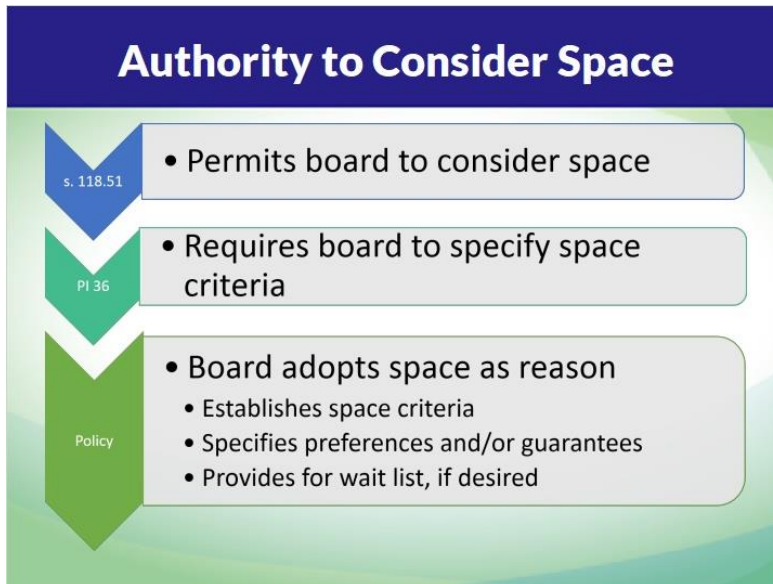 Authority to Consider Space
s. 118.51
• Permits board to consider space
PI 36
• Requires board to specify space
criteria
Policy
• Board adopts space as reason
• Establishes space criteria
• Specifies preferences and/or guarantees
• Provides for wait list, if desired